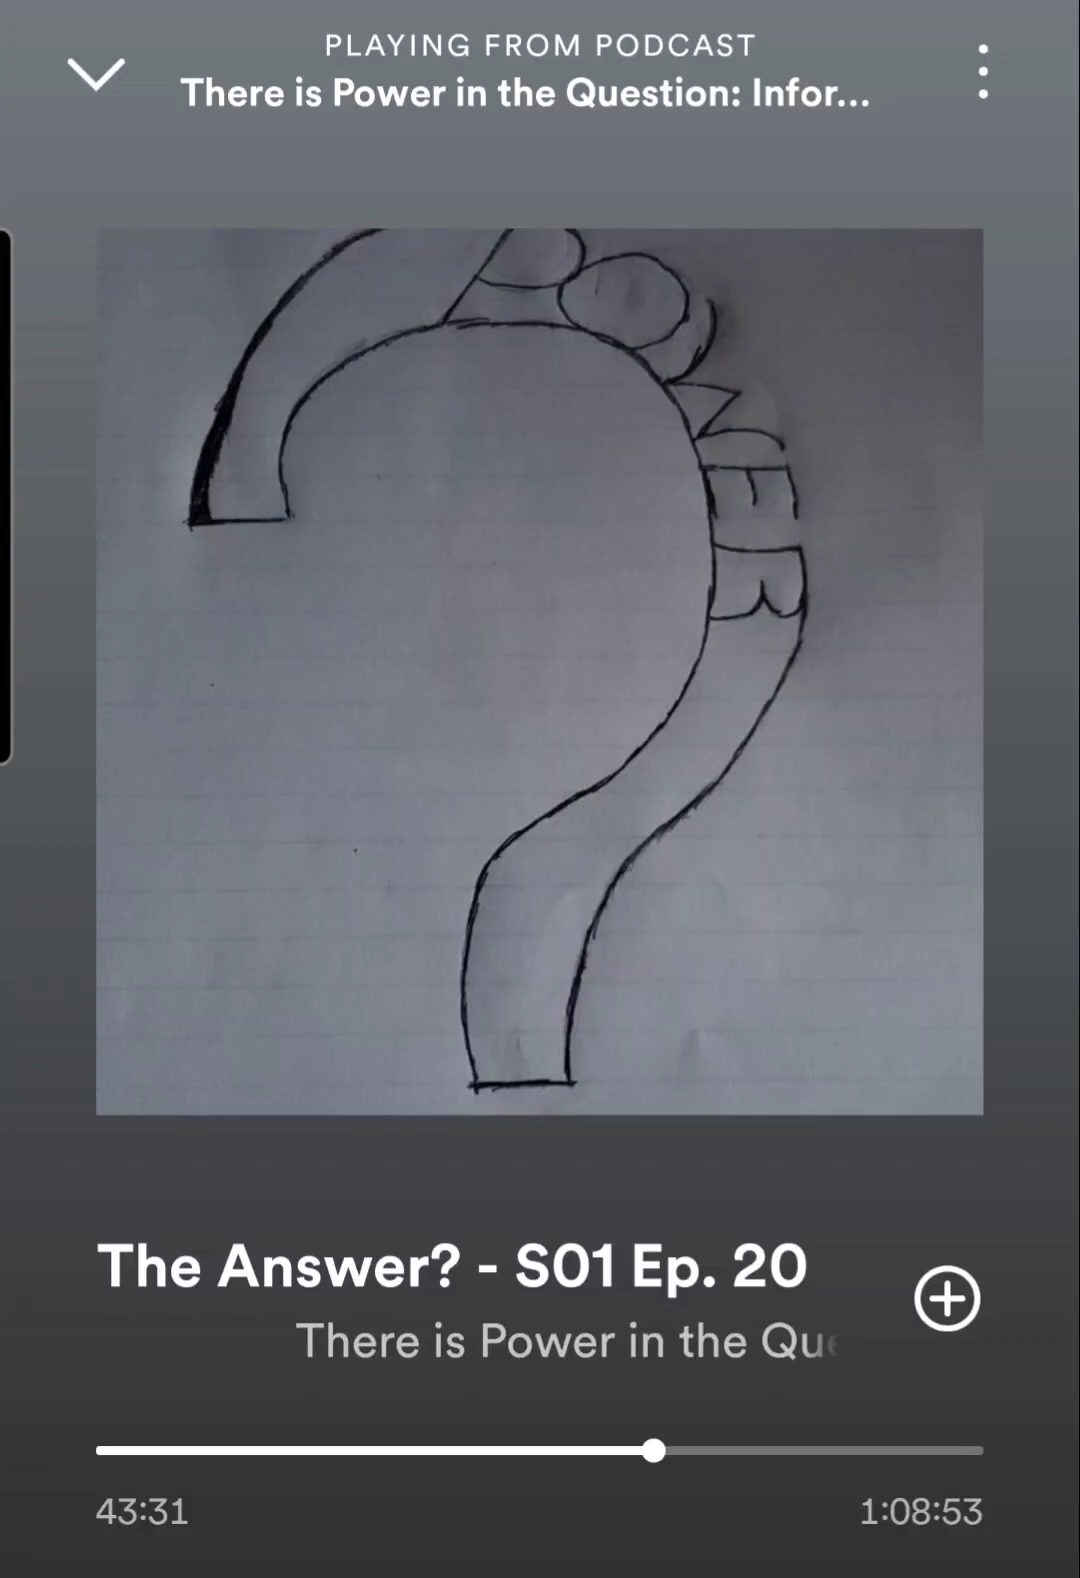 PLAYING FROM PODCAST
There is Power in the Question: Infor...
POWER
The Answer? - S01 Ep. 20
There is Power in the Que
43:31
1:08:53